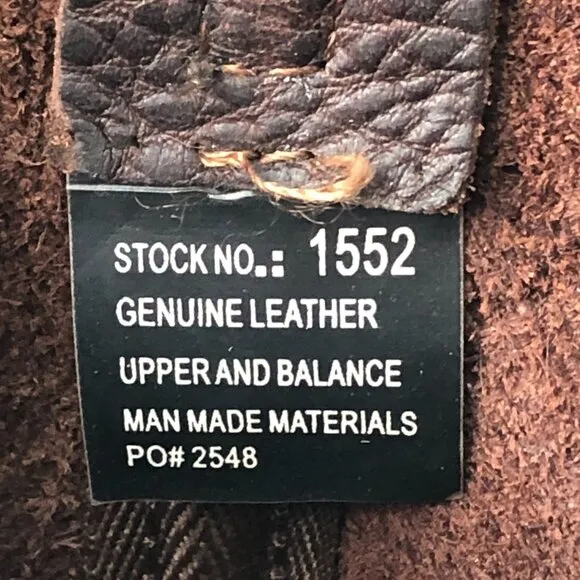 STOCK NO.: 1552
GENUINE LEATHER
UPPER AND BALANCE
MAN MADE MATERIALS
PO# 2548